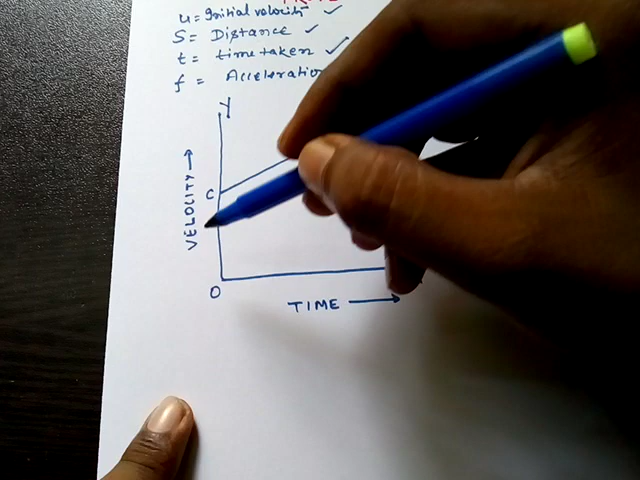 u = Initial velocity ✓
S = Distance ✓
t = time taken ✓
f = Acceleration
Y
VELOCITY →
C
O
TIME →